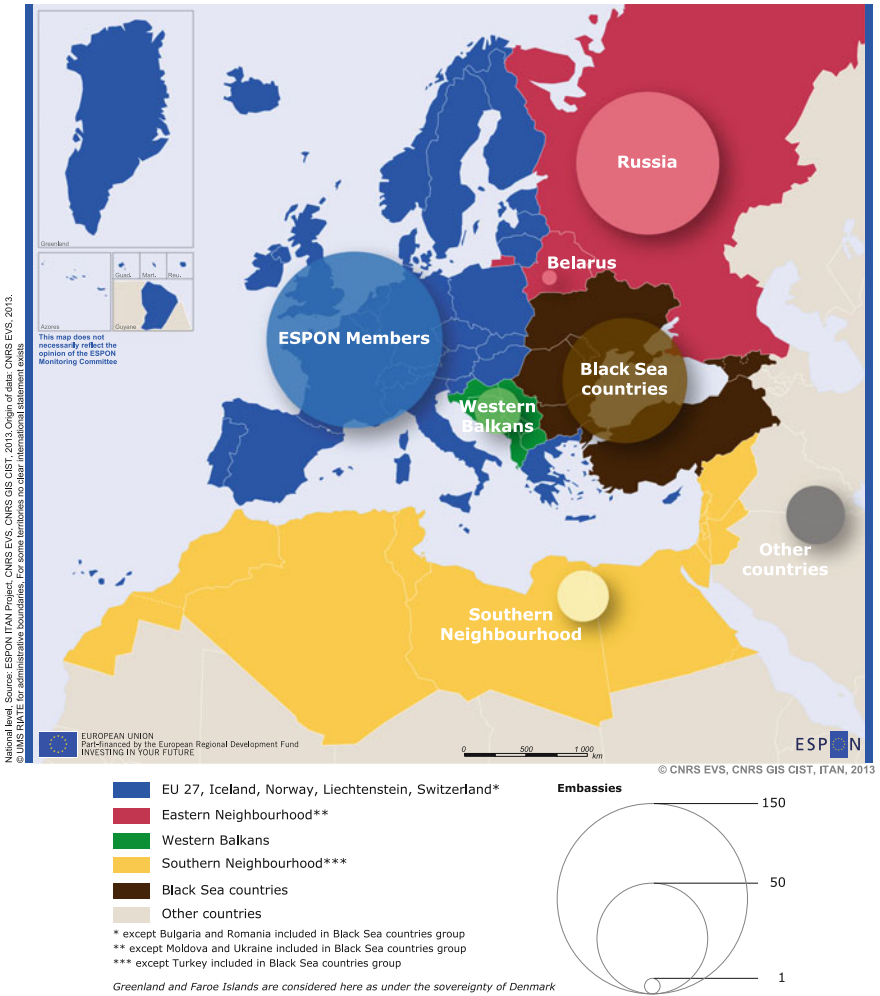 Greenland
Azores
Guad.
Mart.
Reu.
Guyane
This map does not
necessarily reflect the
opinion of the ESPON
Monitoring Committee
Russia
Belarus
ESPON Members
Black Sea
countries
Western
Balkans
Other
countries
Southern
Neighbourhood
National level, Source: ESPON ITAN Project, CNRS EVS, CNRS GIS CIST, 2013, Origin of data: CNRS EVS, 2013.
© UMS RIATE for administrative boundaries, For some territories no clear international statement exists
EUROPEAN UNION
Part-financed by the European Regional Development Fund
INVESTING IN YOUR FUTURE
0 500 1 000
km
ESPON
© CNRS EVS, CNRS GIS CIST, ITAN, 2013
EU 27, Iceland, Norway, Liechtenstein, Switzerland*
Eastern Neighbourhood**
Western Balkans
Southern Neighbourhood***
Black Sea countries
Other countries
* except Bulgaria and Romania included in Black Sea countries group
** except Moldova and Ukraine included in Black Sea countries group
*** except Turkey included in Black Sea countries group
Greenland and Faroe Islands are considered here as under the sovereignty of Denmark
Embassies
150
50
1